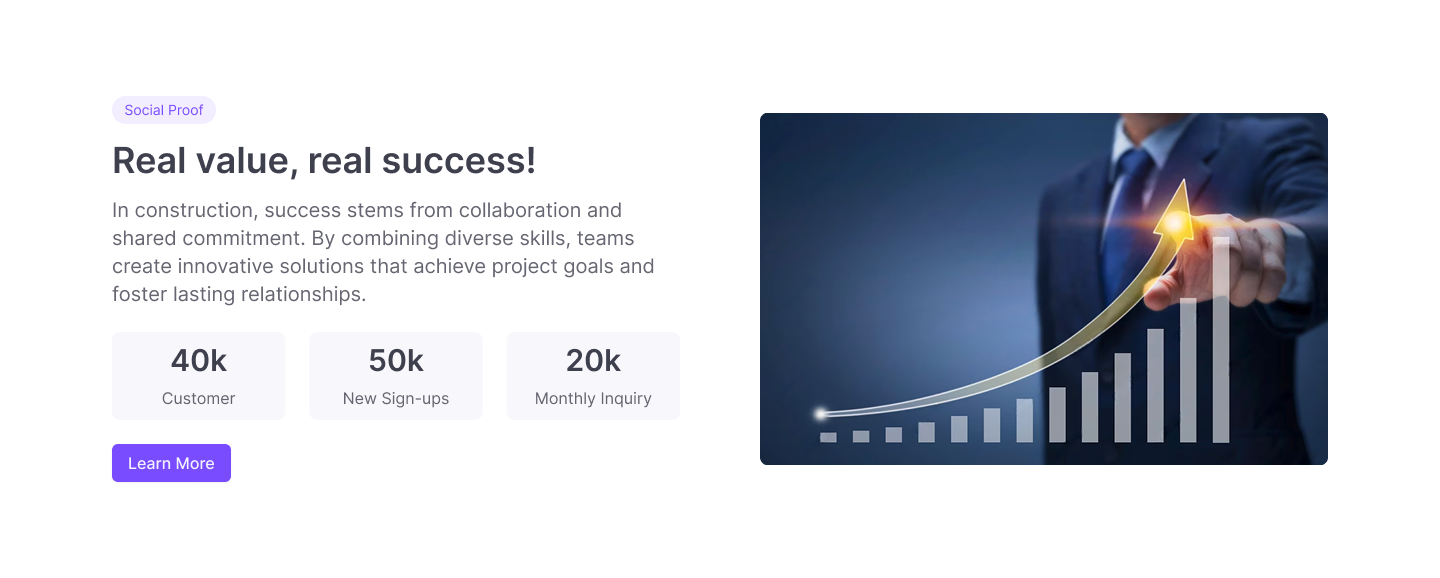 Social Proof
Real value, real success!
In construction, success stems from collaboration and
shared commitment. By combining diverse skills, teams
create innovative solutions that achieve project goals and
foster lasting relationships.
40k
Customer
50k
New Sign-ups
20k
Monthly Inquiry
Learn More